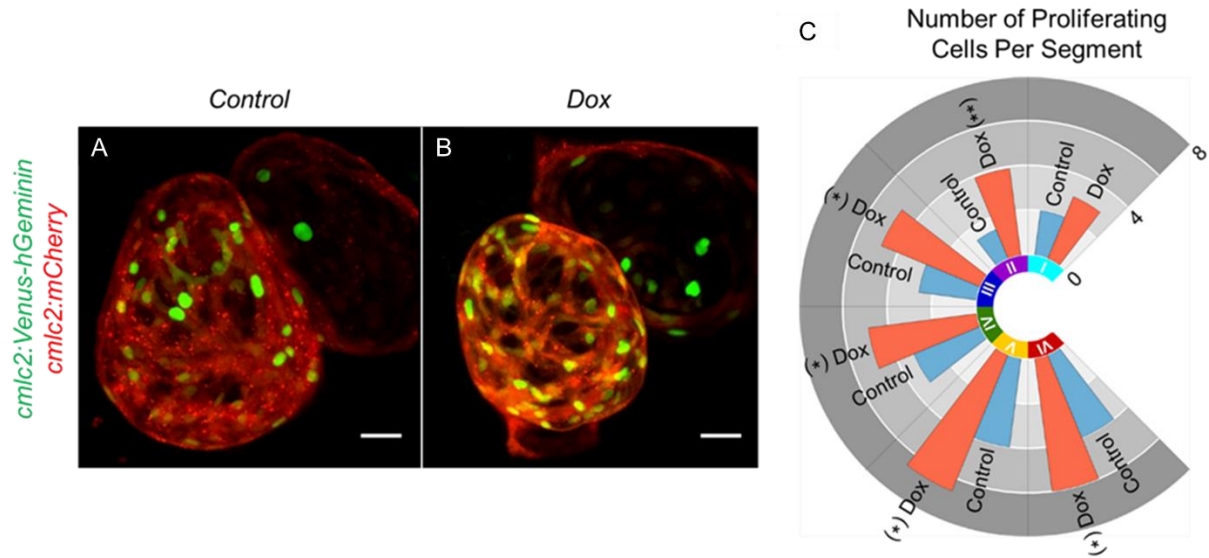 Control
Dox
cmlc2:Venus-hGeminin
cmlc2:mCherry
A
B
C
Number of Proliferating
Cells Per Segment
8
4
0
Control
Dox
I
Control
Dox (**)
II
Control
(*) Dox
III
Control
(*) Dox
IV
Control
(*) Dox
V
Control
(*) Dox
VI